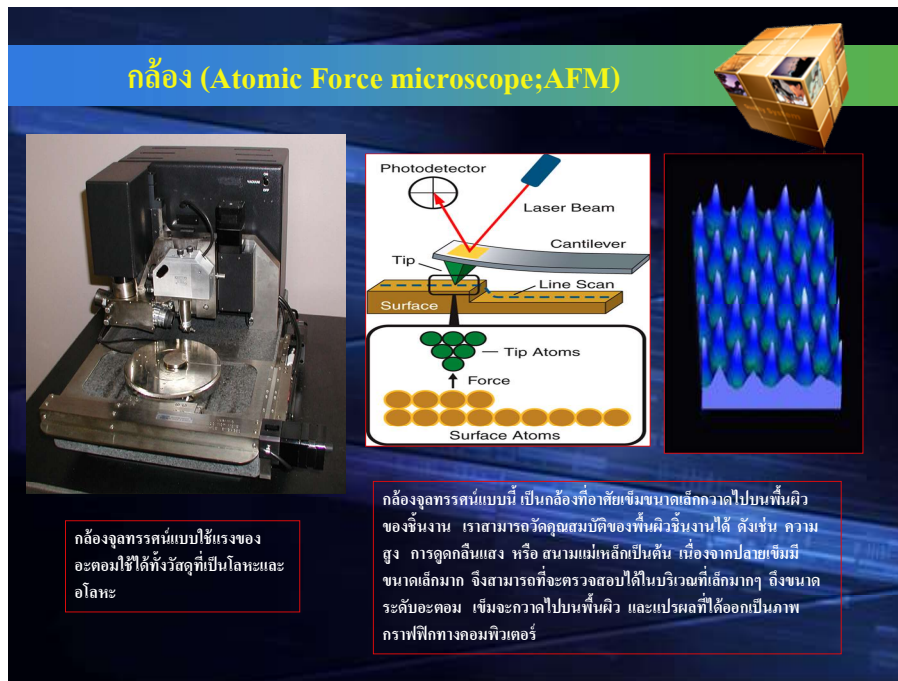 กล้อง (Atomic Force microscope;AFM)
Photodetector
Laser Beam
Cantilever
Tip
Line Scan
Surface
Tip Atoms
Force
Surface Atoms
กล้องจุลทรรศน์แบบใช้แรงของ
อะตอมใช้ได้ทั้งวัสดุที่เป็นโลหะและ
อโลหะ
กล้องจุลทรรศน์แบบนี้ เป็นกล้องที่อาศัยเข็มขนาดเล็กกวาดไปบนพื้นผิว
ของชิ้นงาน เราสามารถวัดคุณสมบัติของพื้นผิวชิ้นงานได้ ดังเช่น ความ
สูง การดูดกลืนแสง หรือ สนามแม่เหล็กเป็นต้น เนื่องจากปลายเข็มมี
ขนาดเล็กมาก จึงสามารถที่จะตรวจสอบได้ในบริเวณที่เล็กมากๆ ถึงขนาด
ระดับอะตอม เข็มจะกวาดไปบนพื้นผิว และแปรผลที่ได้ออกเป็นภาพ
กราฟฟิกทางคอมพิวเตอร์